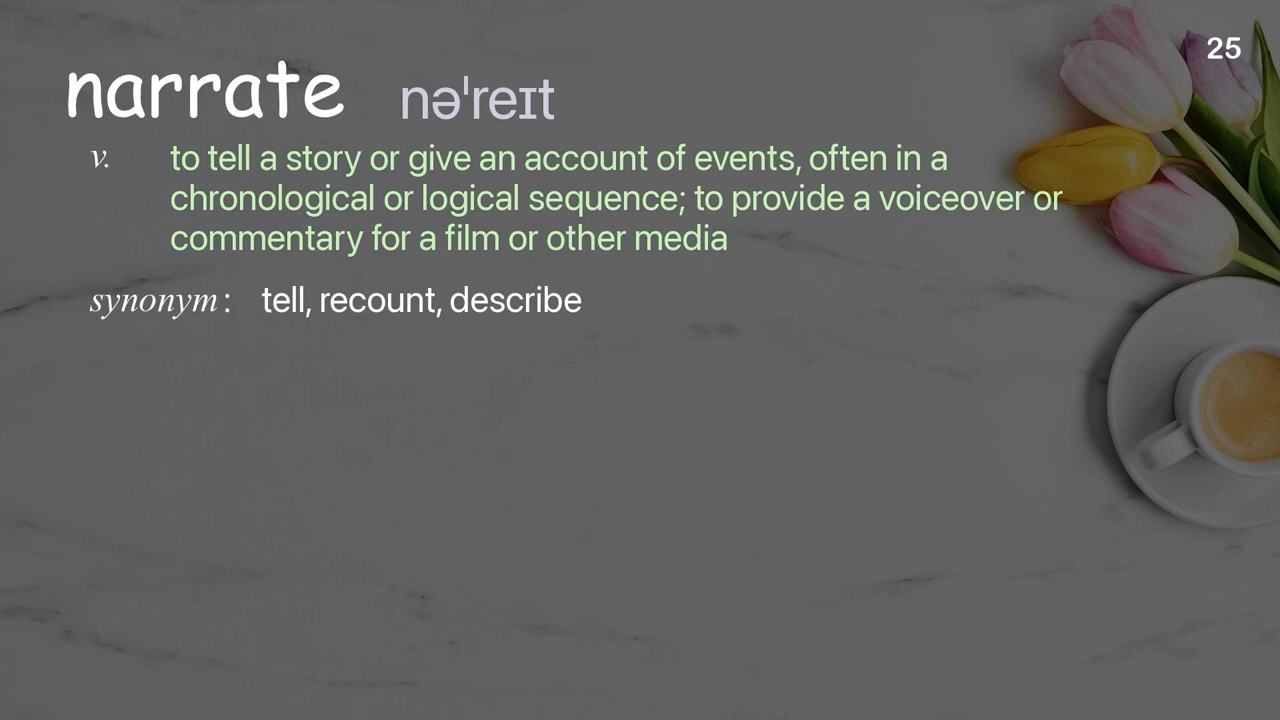 25
narrate nəˈreɪt
v. to tell a story or give an account of events, often in a
chronological or logical sequence; to provide a voiceover or
commentary for a film or other media
synonym: tell, recount, describe